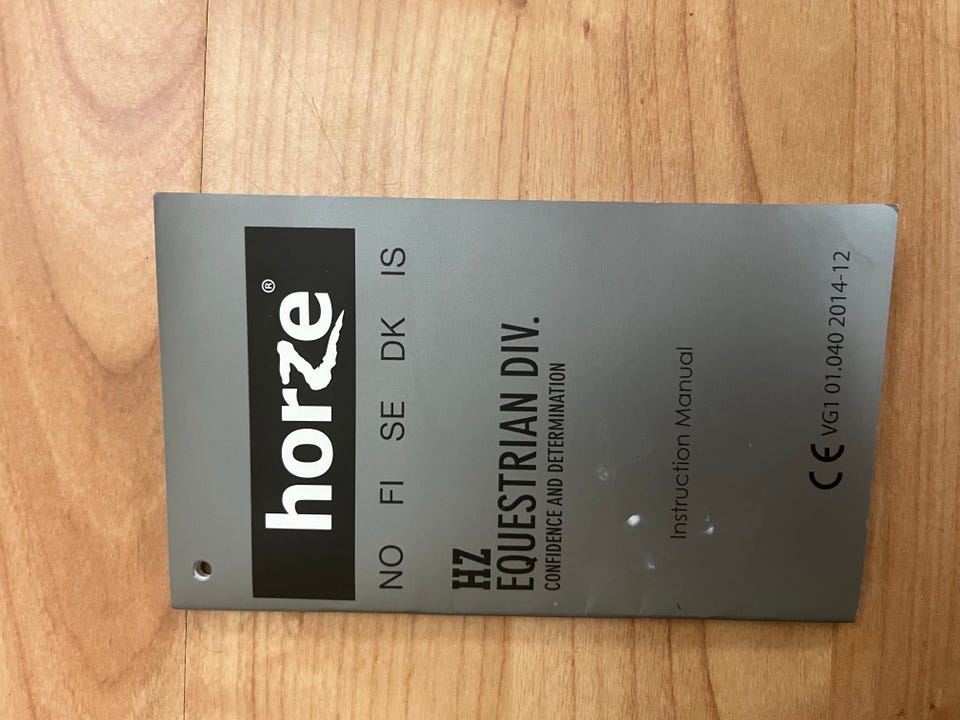 horze®
NO FI SE DK IS
HZ
EQUESTRIAN DIV.
CONFIDENCE AND DETERMINATION
Instruction Manual
CE VG1 01.040 2014-12